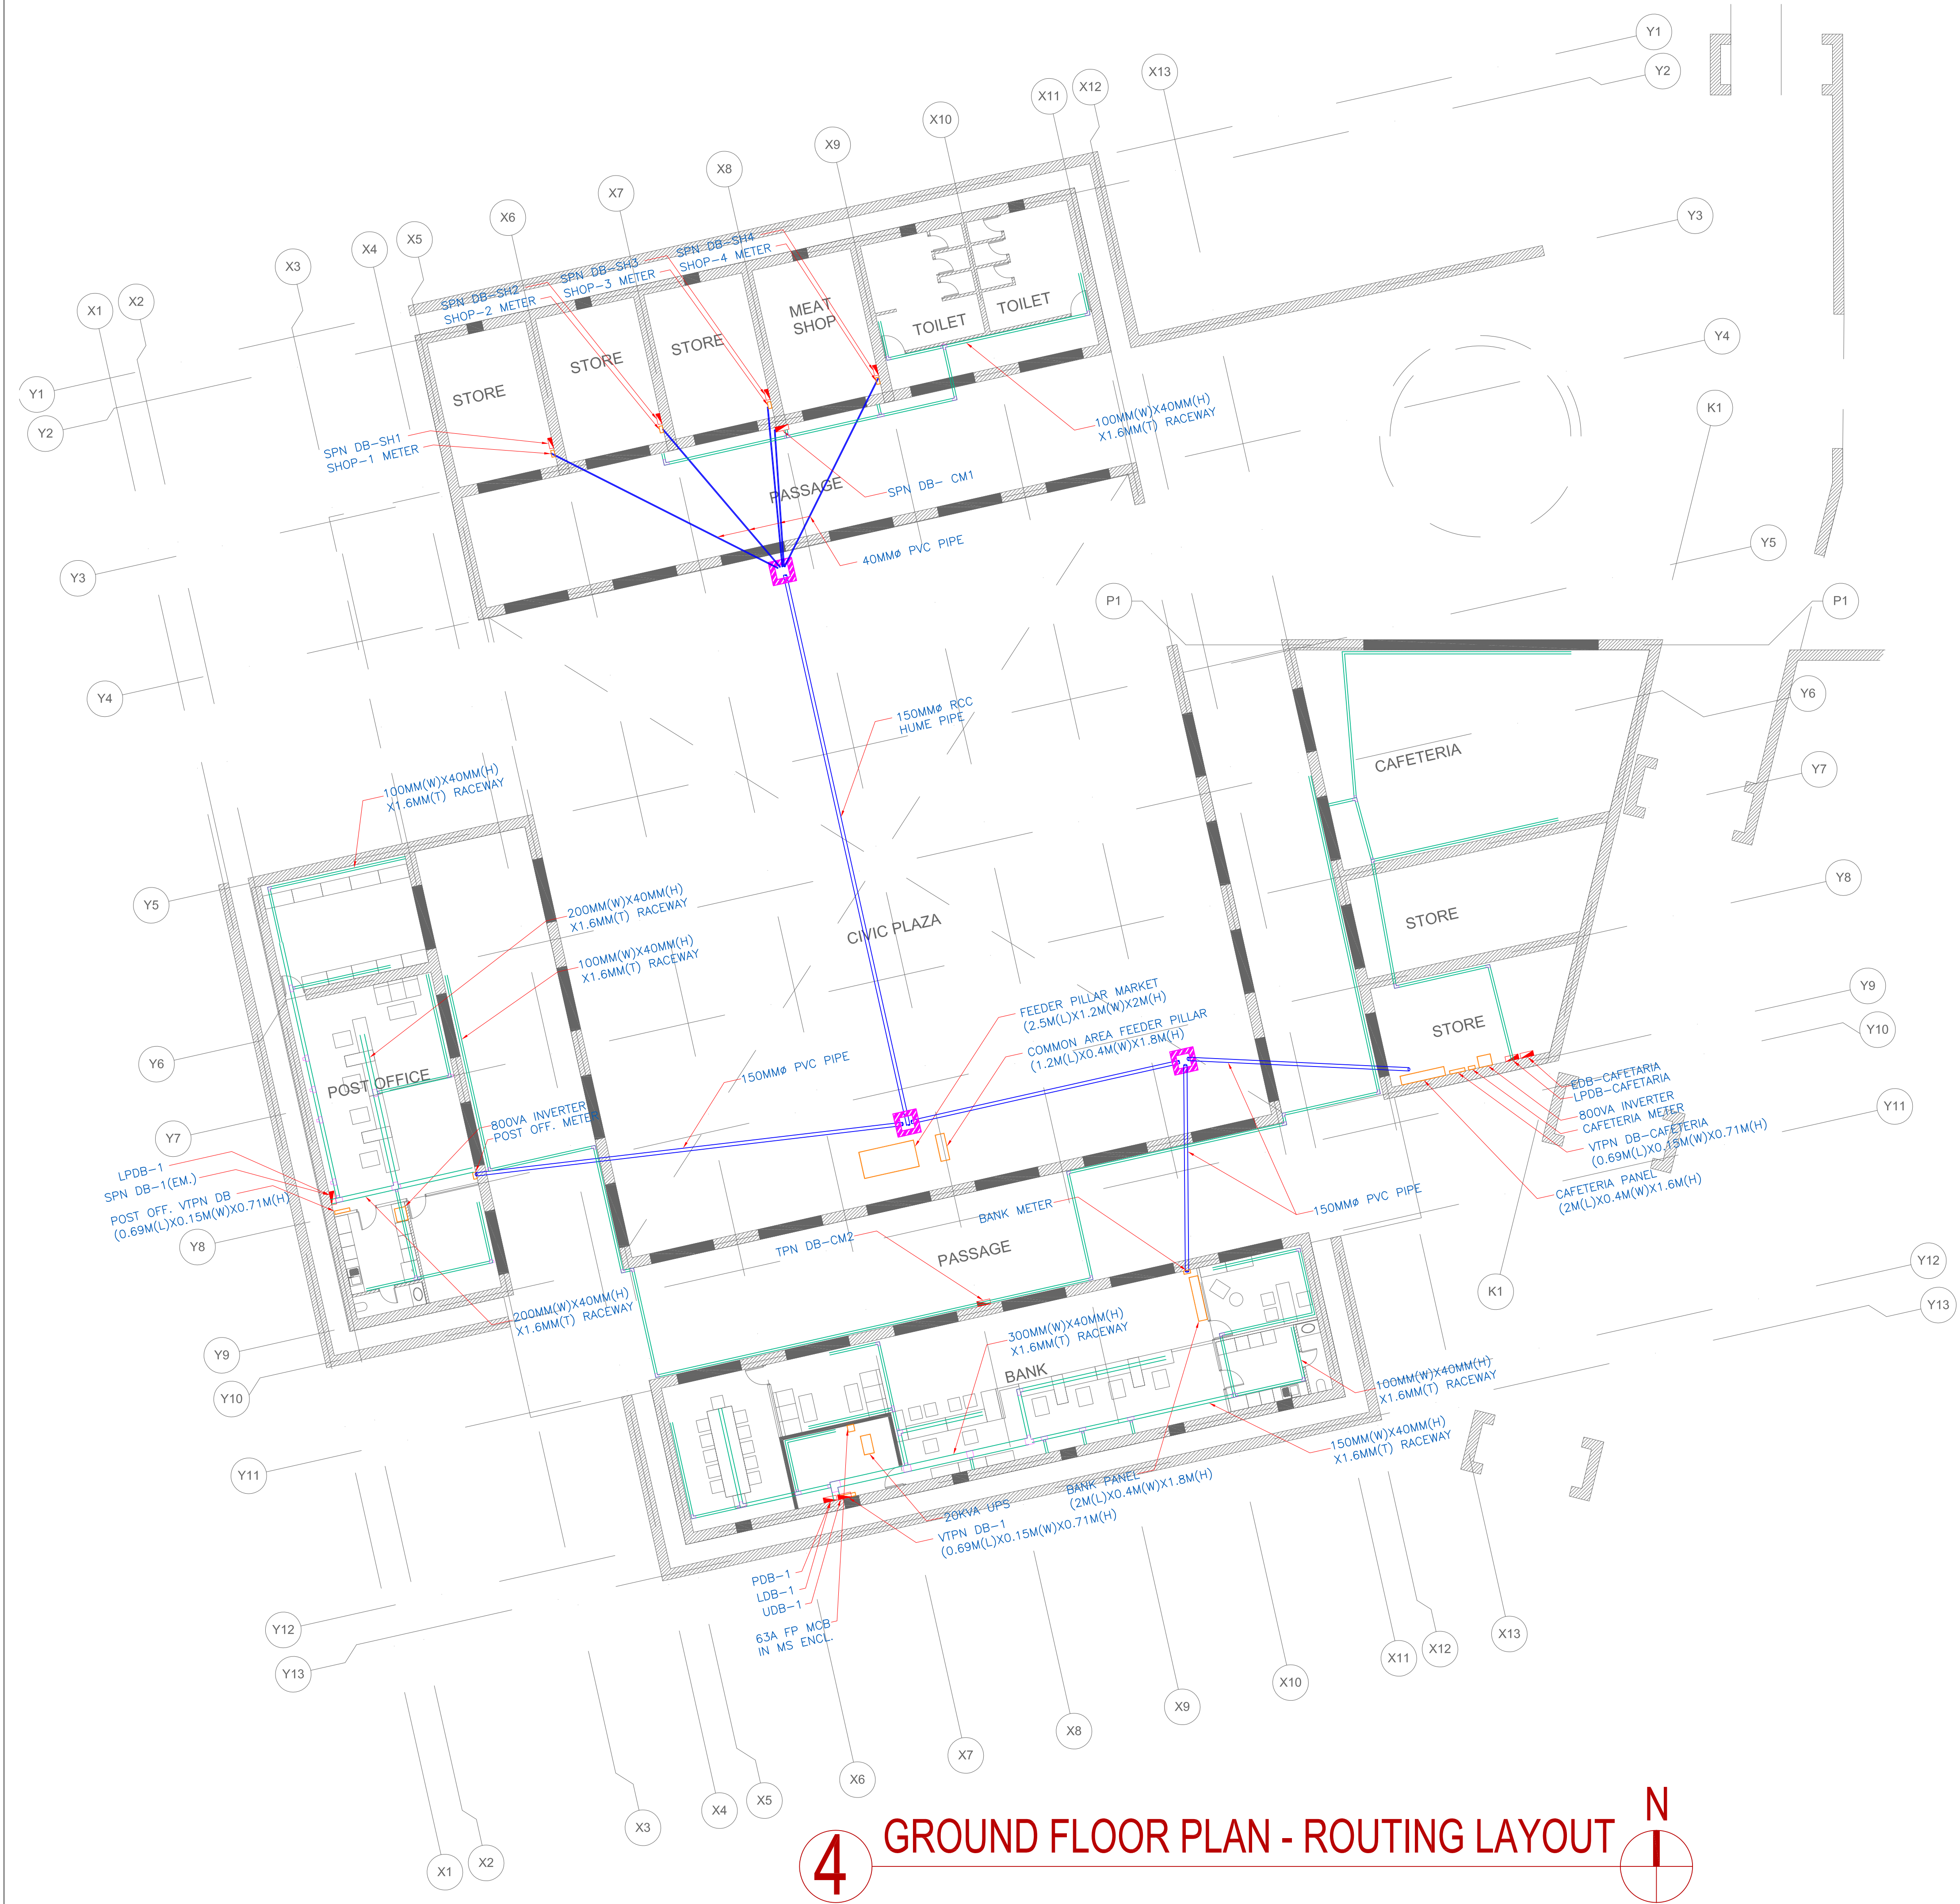 Y1
Y2
X13
X12
X11
X10
X9
X8
X7
X6
X5
X4
X3
X2
X1
Y3
Y4
K1
Y1
Y2
SPN DB-SH4
SHOP-4 METER
SPN DB-SH3
SHOP-3 METER
SPN DB-SH2
SHOP-2 METER
MEAT
SHOP
TOILET
TOILET
STORE
STORE
STORE
SPN DB-SH1
SHOP-1 METER
100MM(W)X40MM(H)
X1.6MM(T) RACEWAY
SPN DB- CM1
PASSAGE
40MMø PVC PIPE
Y5
Y3
P1
P1
Y4
Y6
150MMø RCC
HUME PIPE
CAFETERIA
Y7
100MM(W)X40MM(H)
X1.6MM(T) RACEWAY
Y8
Y5
200MM(W)X40MM(H)
X1.6MM(T) RACEWAY
CIVIC PLAZA
STORE
100MM(W)X40MM(H)
X1.6MM(T) RACEWAY
Y9
FEEDER PILLAR MARKET
(2.5M(L)X1.2M(W)X2M(H)
COMMON AREA FEEDER PILLAR
(1.2M(L)X0.4M(W)X1.8M(H)
STORE
Y10
Y6
POST OFFICE
150MMø PVC PIPE
EDB-CAFETARIA
LPDB-CAFETARIA
800VA INVERTER
CAFETERIA METER
VTPN DB-CAFETERIA
(0.69M(L)X0.15M(W)X0.71M(H)
CAFETERIA PANEL
(2M(L)X0.4M(W)X1.6M(H)
Y11
Y7
800VA INVERTER
POST OFF. METER
LPDB-1
SPN DB-1(EM.)
POST OFF. VTPN DB
(0.69M(L)X0.15M(W)X0.71M(H)
Y8
150MMø PVC PIPE
BANK METER
TPN DB-CM2
PASSAGE
Y12
K1
Y13
200MM(W)X40MM(H)
X1.6MM(T) RACEWAY
300MM(W)X40MM(H)
X1.6MM(T) RACEWAY
Y9
BANK
Y10
100MM(W)X40MM(H)
X1.6MM(T) RACEWAY
150MM(W)X40MM(H)
X1.6MM(T) RACEWAY
Y11
BANK PANEL
(2M(L)X0.4M(W)X1.8M(H)
20KVA UPS
VTPN DB-1
(0.69M(L)X0.15M(W)X0.71M(H)
PDB-1
LDB-1
UDB-1
63A FP MCB
IN MS ENCL.
Y12
Y13
X13
X12
X11
X10
X9
X8
X7
X6
X5
X4
X3
X2
X1
N
4
GROUND FLOOR PLAN - ROUTING LAYOUT